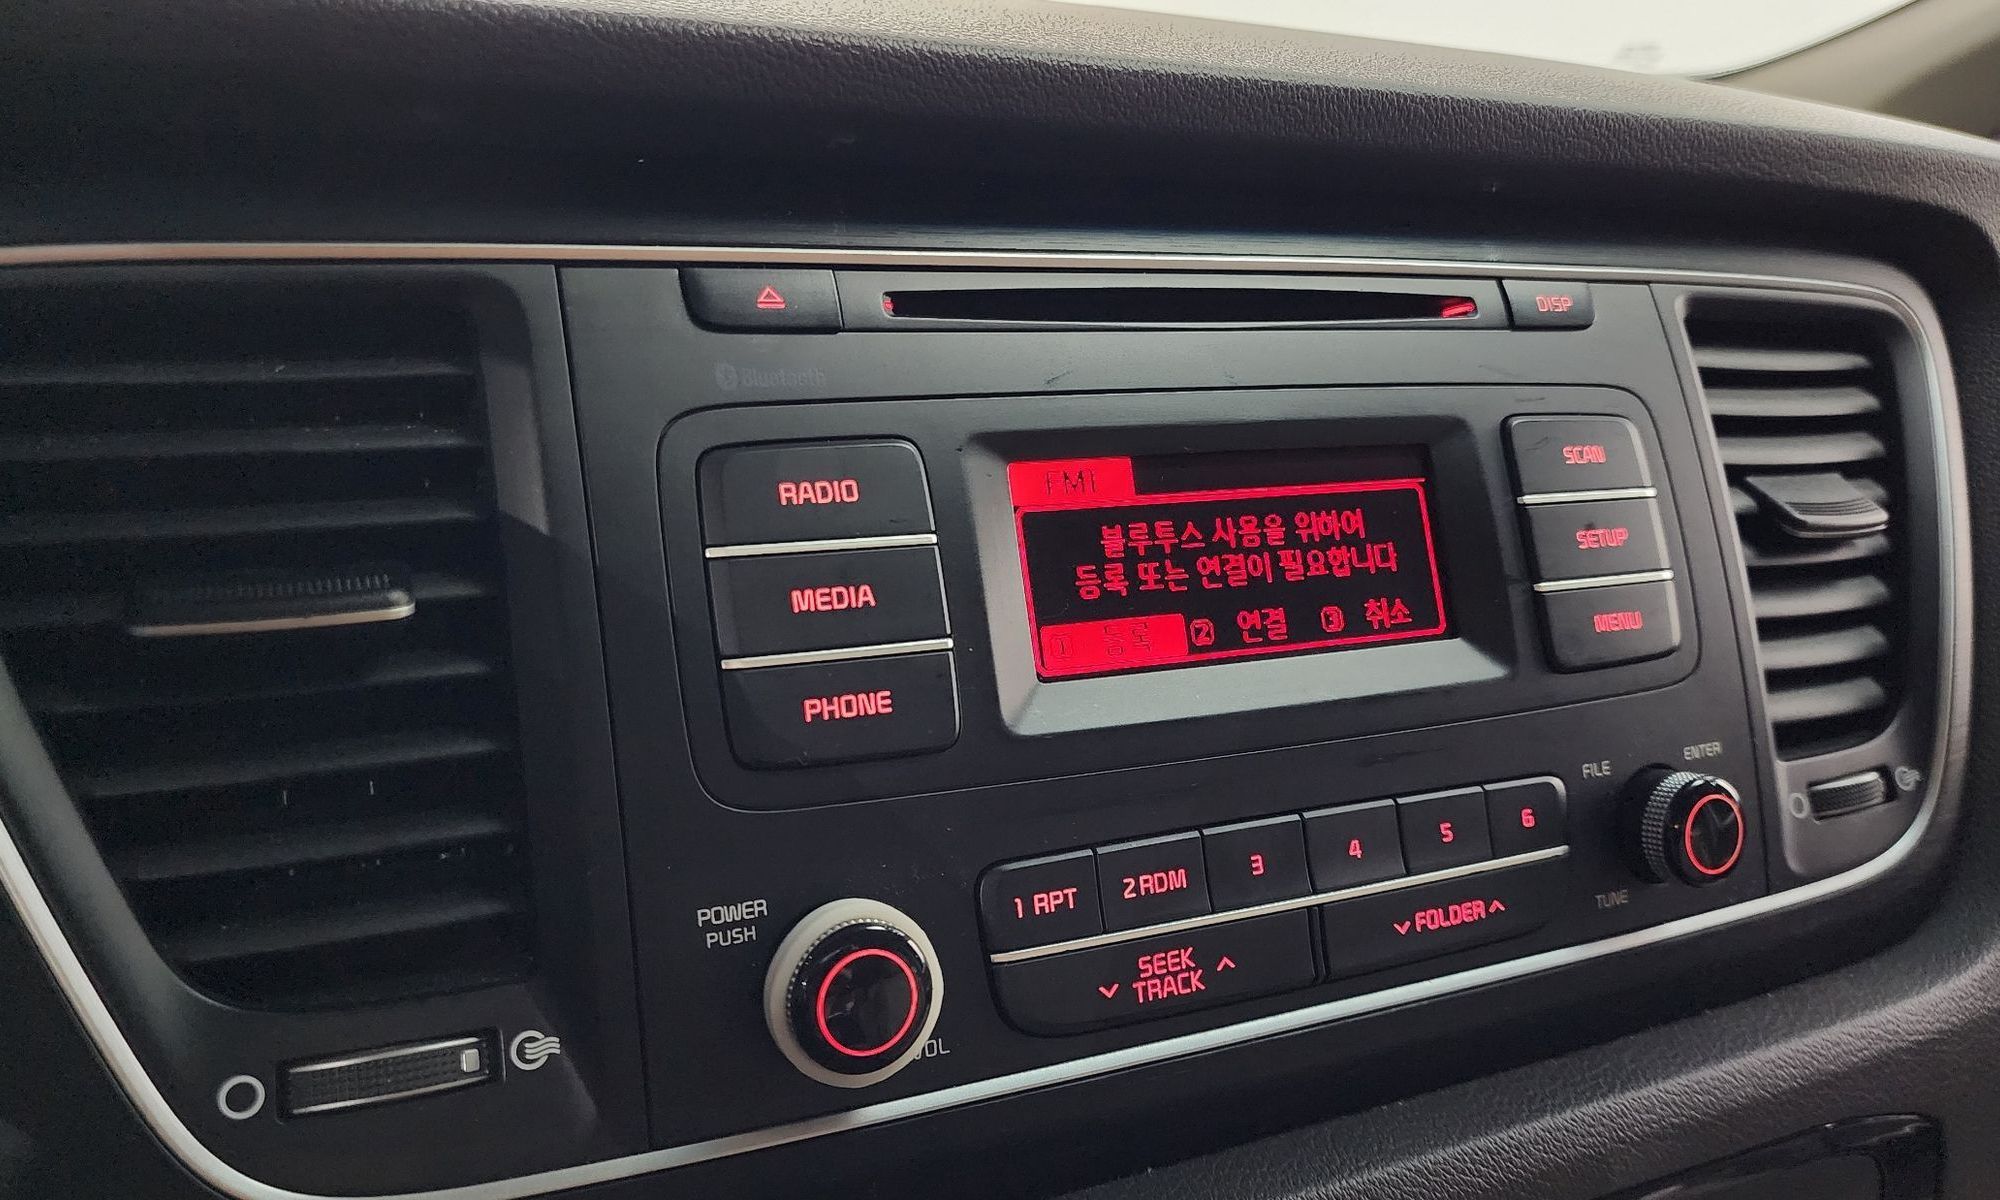 DISP
Bluetooth
RADIO
MEDIA
PHONE
FM1
블루투스 사용을 위하여
등록 또는 연결이 필요합니다
1 등록 2 연결 3 취소
SCAN
SETUP
MENU
POWER
PUSH
VOL
1 RPT
2 RDM
3
4
5
6
SEEK
TRACK
FOLDER
FILE
ENTER
TUNE